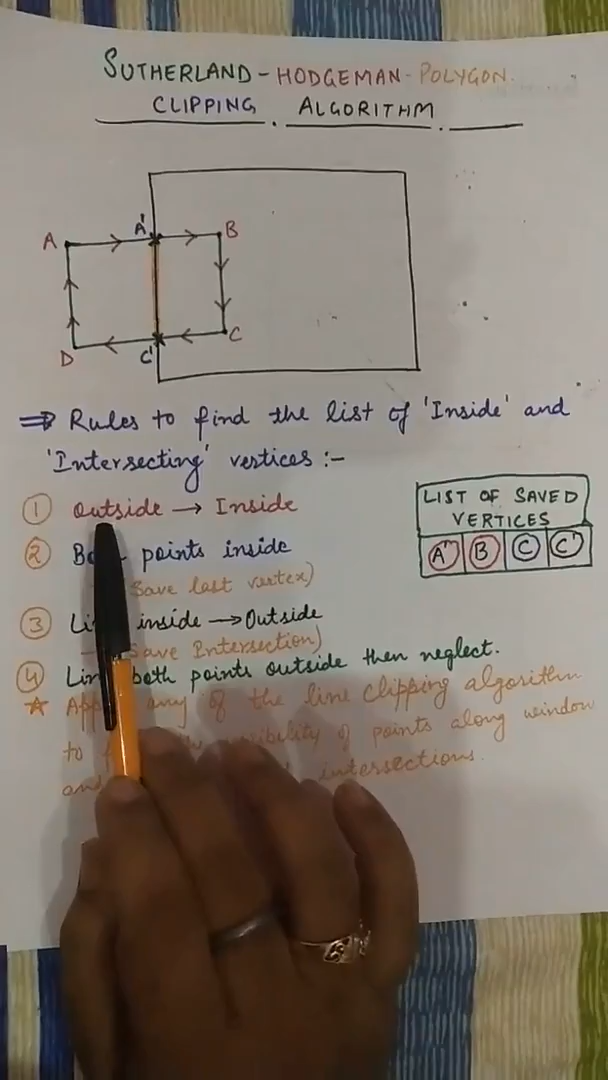 SUTHERLAND-HODGEMAN-POLYGON
CLIPPING ALGORITHM
A A' B
D C' C
⇒ Rules to find the list of 'Inside' and
'Intersecting' vertices :-
① Outside → Inside
② points inside
Save last vertex)
③ inside → Outside
Save Intersection)
④ both points outside then neglect.
☆ any of the line clipping algorithm
to of points along window
intersections.
LIST OF SAVED
VERTICES
A' B C C'